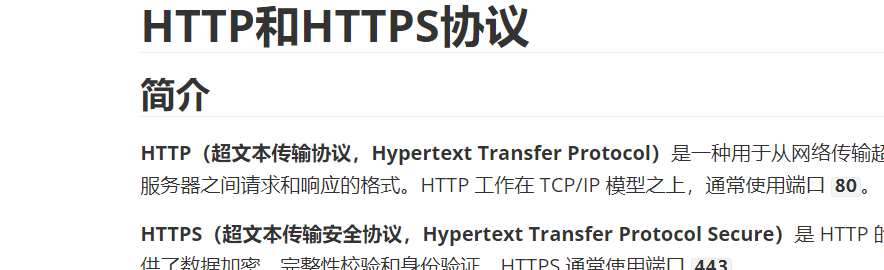 HTTP和HTTPS协议
简介
HTTP（超文本传输协议，Hypertext Transfer Protocol）是一种用于从网络传输超
服务器之间请求和响应的格式。HTTP 工作在 TCP/IP 模型之上，通常使用端口 80。
HTTPS（超文本传输安全协议，Hypertext Transfer Protocol Secure）是 HTTP 的
供了数据加密、完整性校验和身份验证。HTTPS 通常使用端口 443